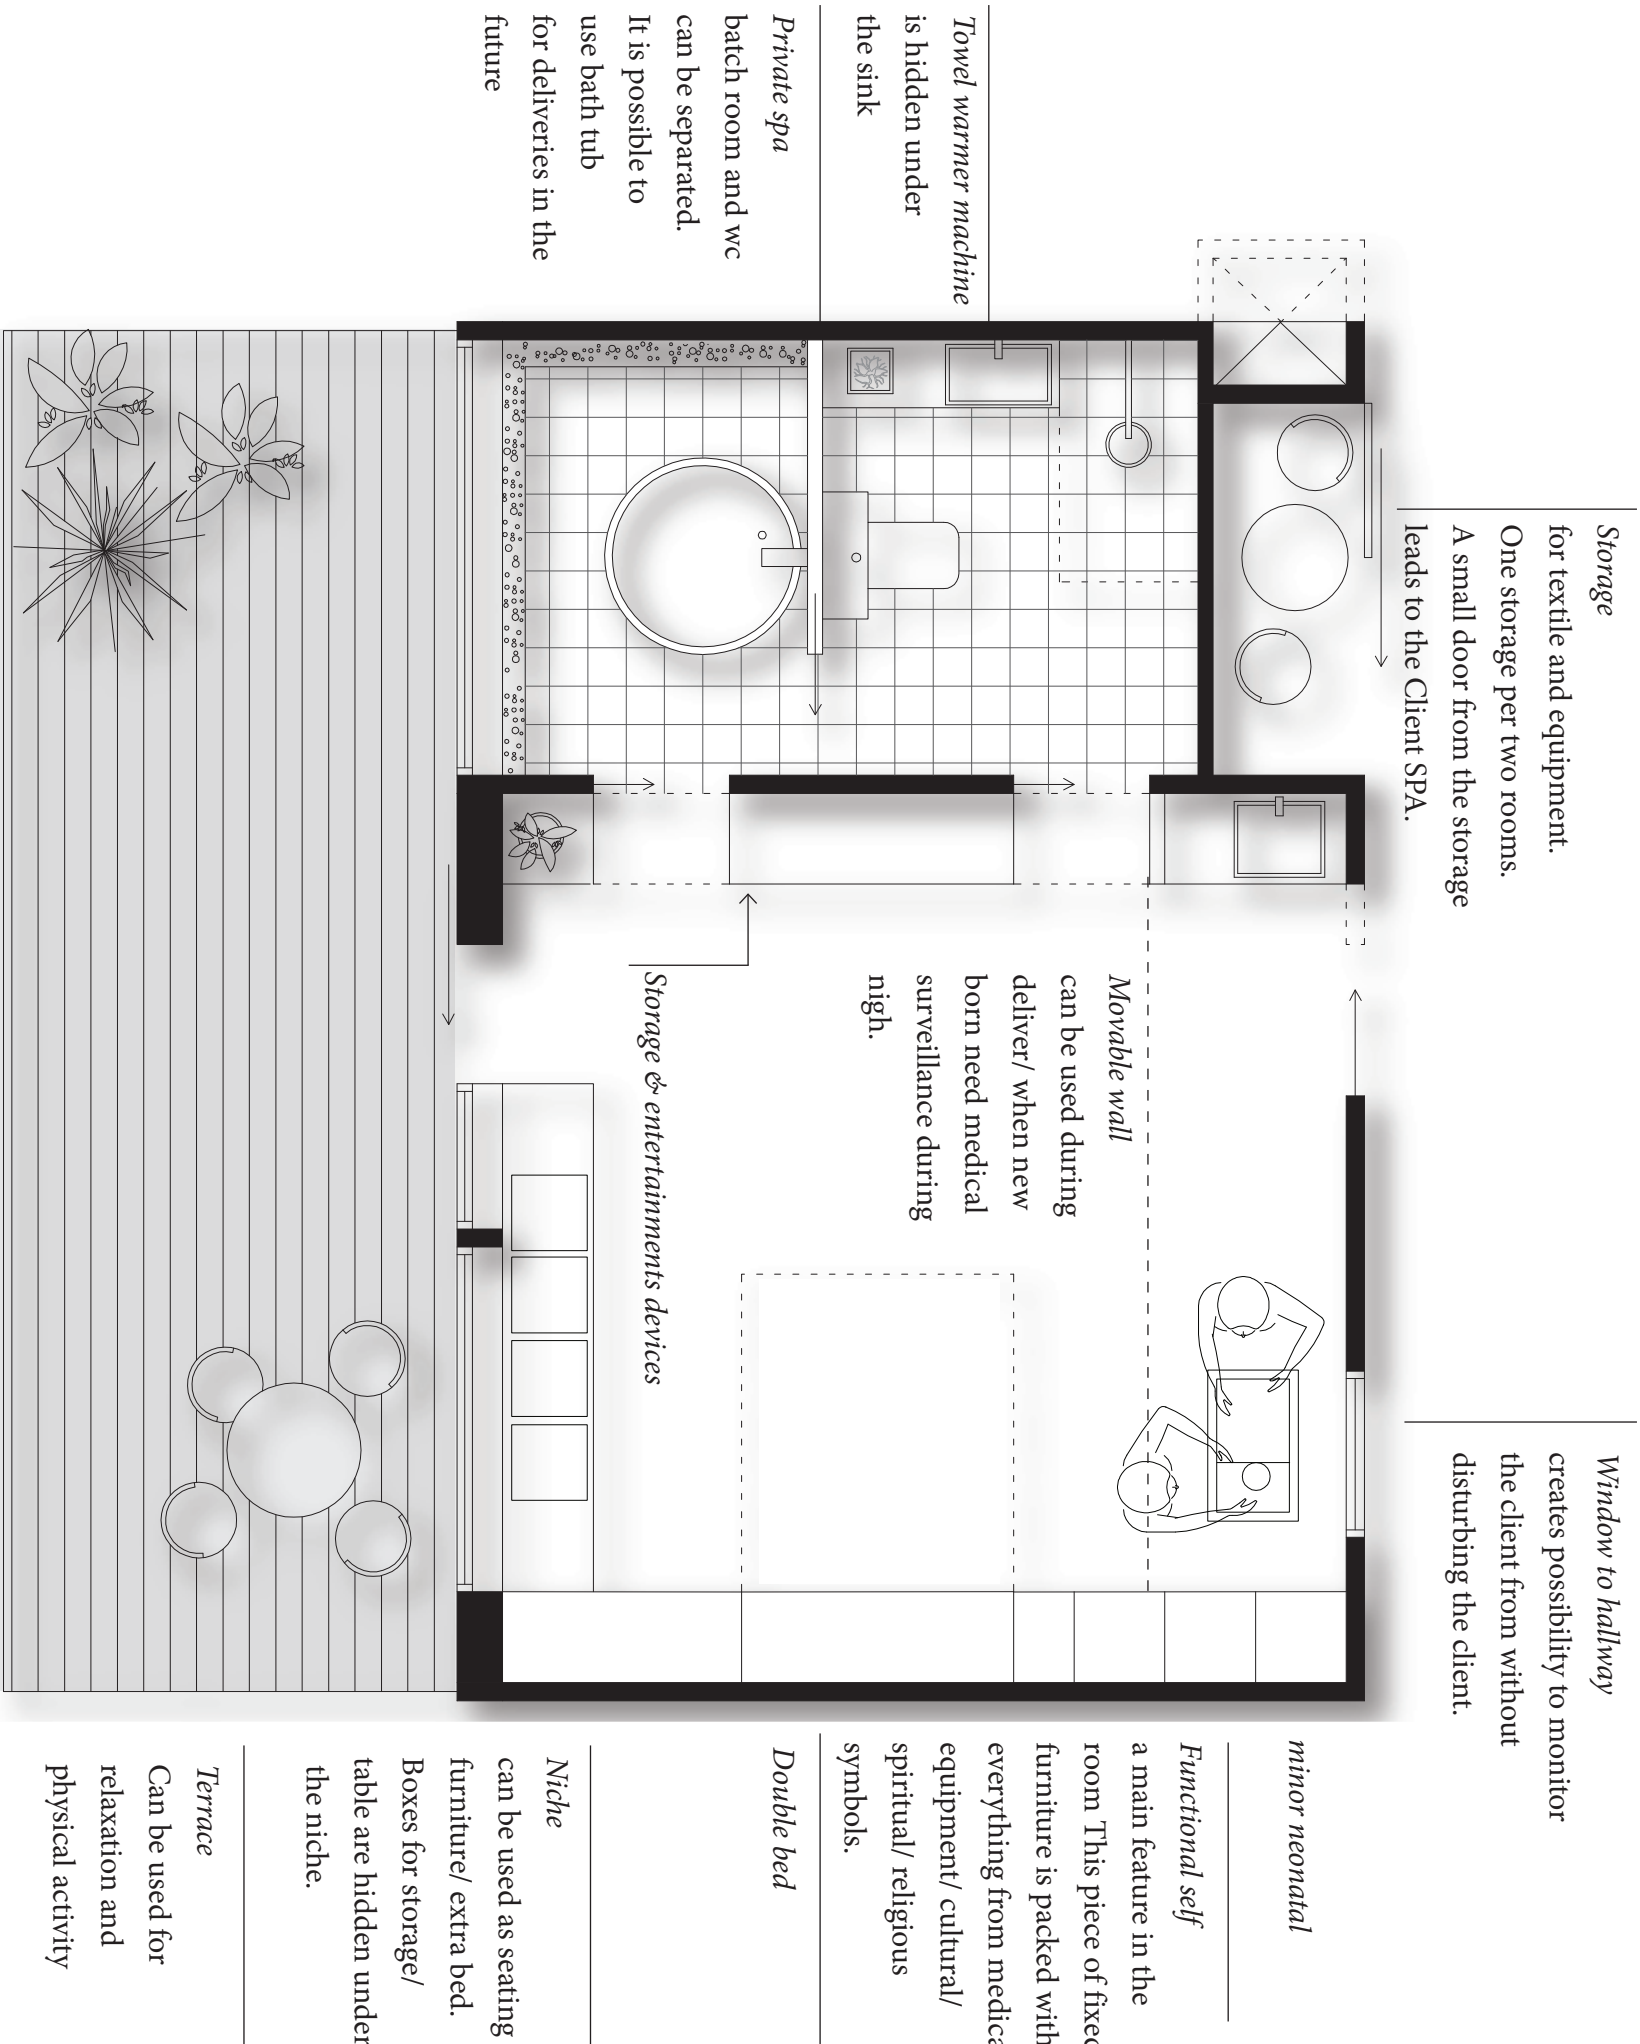 Storage
for textile and equipment.
One storage per two rooms.
A small door from the storage
leads to the Client SPA.
Window to hallway
creates possibility to monitor
the client from without
disturbing the client.
Towel warmer machine
is hidden under
the sink
Private spa
batch room and wc
can be separated.
It is possible to
use bath tub
for deliveries in the
future
Movable wall
can be used during
deliver/ when new
born need medical
surveillance during
nigh.
Storage & entertainments devices
minor neonatal
Functional self
a main feature in the
room This piece of fixed
furniture is packed with
everything from medica
equipment/ cultural/
spiritual/ religious
symbols.
Double bed
Niche
can be used as seating
furniture/ extra bed.
Boxes for storage/
table are hidden under
the niche.
Terrace
Can be used for
relaxation and
physical activity